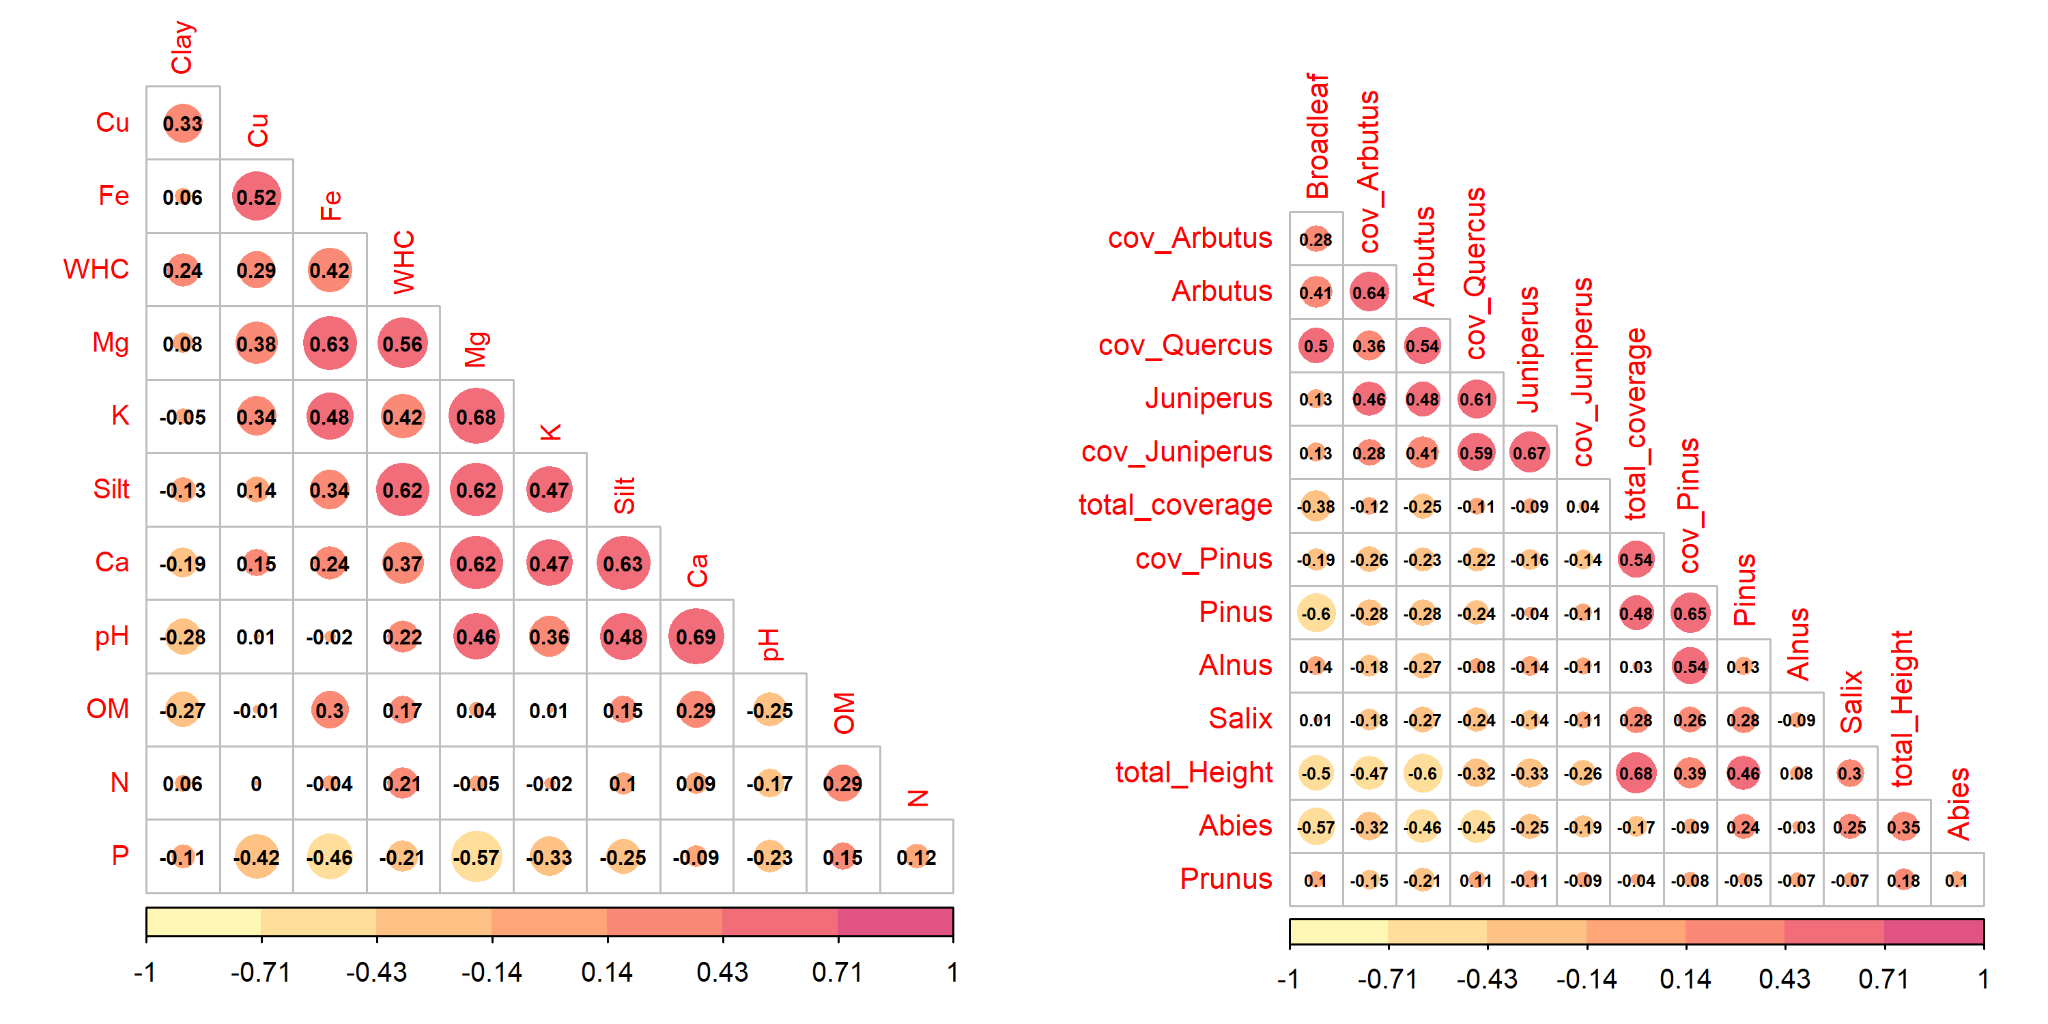 Clay
Cu 0.33 Cu
Fe 0.06 0.52 Fe
WHC 0.24 0.29 0.42 WHC
Mg 0.08 0.38 0.63 0.56 Mg
K -0.05 0.34 0.48 0.42 0.68 K
Silt -0.13 0.14 0.34 0.62 0.62 0.47 Silt
Ca -0.19 0.15 0.24 0.37 0.62 0.47 0.63 Ca
pH -0.28 0.01 -0.02 0.22 0.46 0.36 0.48 0.69 pH
OM -0.27 -0.01 0.3 0.17 0.04 0.01 0.15 0.29 -0.25 OM
N 0.06 0 -0.04 0.21 -0.05 -0.02 0.1 0.09 -0.17 0.29 N
P -0.11 -0.42 -0.46 -0.21 -0.57 -0.33 -0.25 -0.09 -0.23 0.15 0.12
-1 -0.71 -0.43 -0.14 0.14 0.43 0.71 1
Broadleaf
cov_Arbutus 0.28 cov_Arbutus
Arbutus 0.41 0.64 Arbutus
cov_Quercus 0.5 0.36 0.54 cov_Quercus
Juniperus 0.13 0.46 0.48 0.61 Juniperus
cov_Juniperus 0.13 0.28 0.41 0.59 0.67 cov_Juniperus
total_coverage -0.38 -0.12 -0.25 -0.11 -0.09 0.04 total_coverage
cov_Pinus -0.19 -0.26 -0.23 -0.22 -0.16 -0.14 0.54 cov_Pinus
Pinus -0.6 -0.28 -0.28 -0.24 -0.04 -0.11 0.48 0.65 Pinus
Alnus 0.14 -0.18 -0.27 -0.08 -0.14 -0.11 0.03 0.54 0.13 Alnus
Salix 0.01 -0.18 -0.27 -0.24 -0.14 -0.11 0.28 0.26 0.28 -0.09 Salix
total_Height -0.5 -0.47 -0.6 -0.32 -0.33 -0.26 0.68 0.39 0.46 0.08 0.3 total_Height
Abies -0.57 -0.32 -0.46 -0.45 -0.25 -0.19 -0.17 -0.09 0.24 -0.03 0.25 0.35 Abies
Prunus 0.1 -0.15 -0.21 0.11 -0.11 -0.09 -0.04 -0.08 -0.05 -0.07 -0.07 0.18 0.1
-1 -0.71 -0.43 -0.14 0.14 0.43 0.71 1